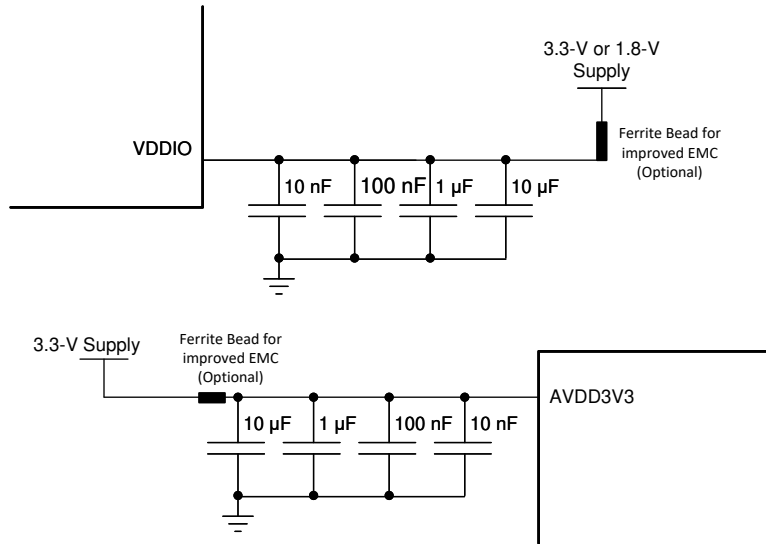 3.3-V or 1.8-V
Supply
Ferrite Bead for
improved EMC
(Optional)
VDDIO
10 nF
100 nF
1 µF
10 µF
3.3-V Supply
Ferrite Bead for
improved EMC
(Optional)
AVDD3V3
10 µF
1 µF
100 nF
10 nF